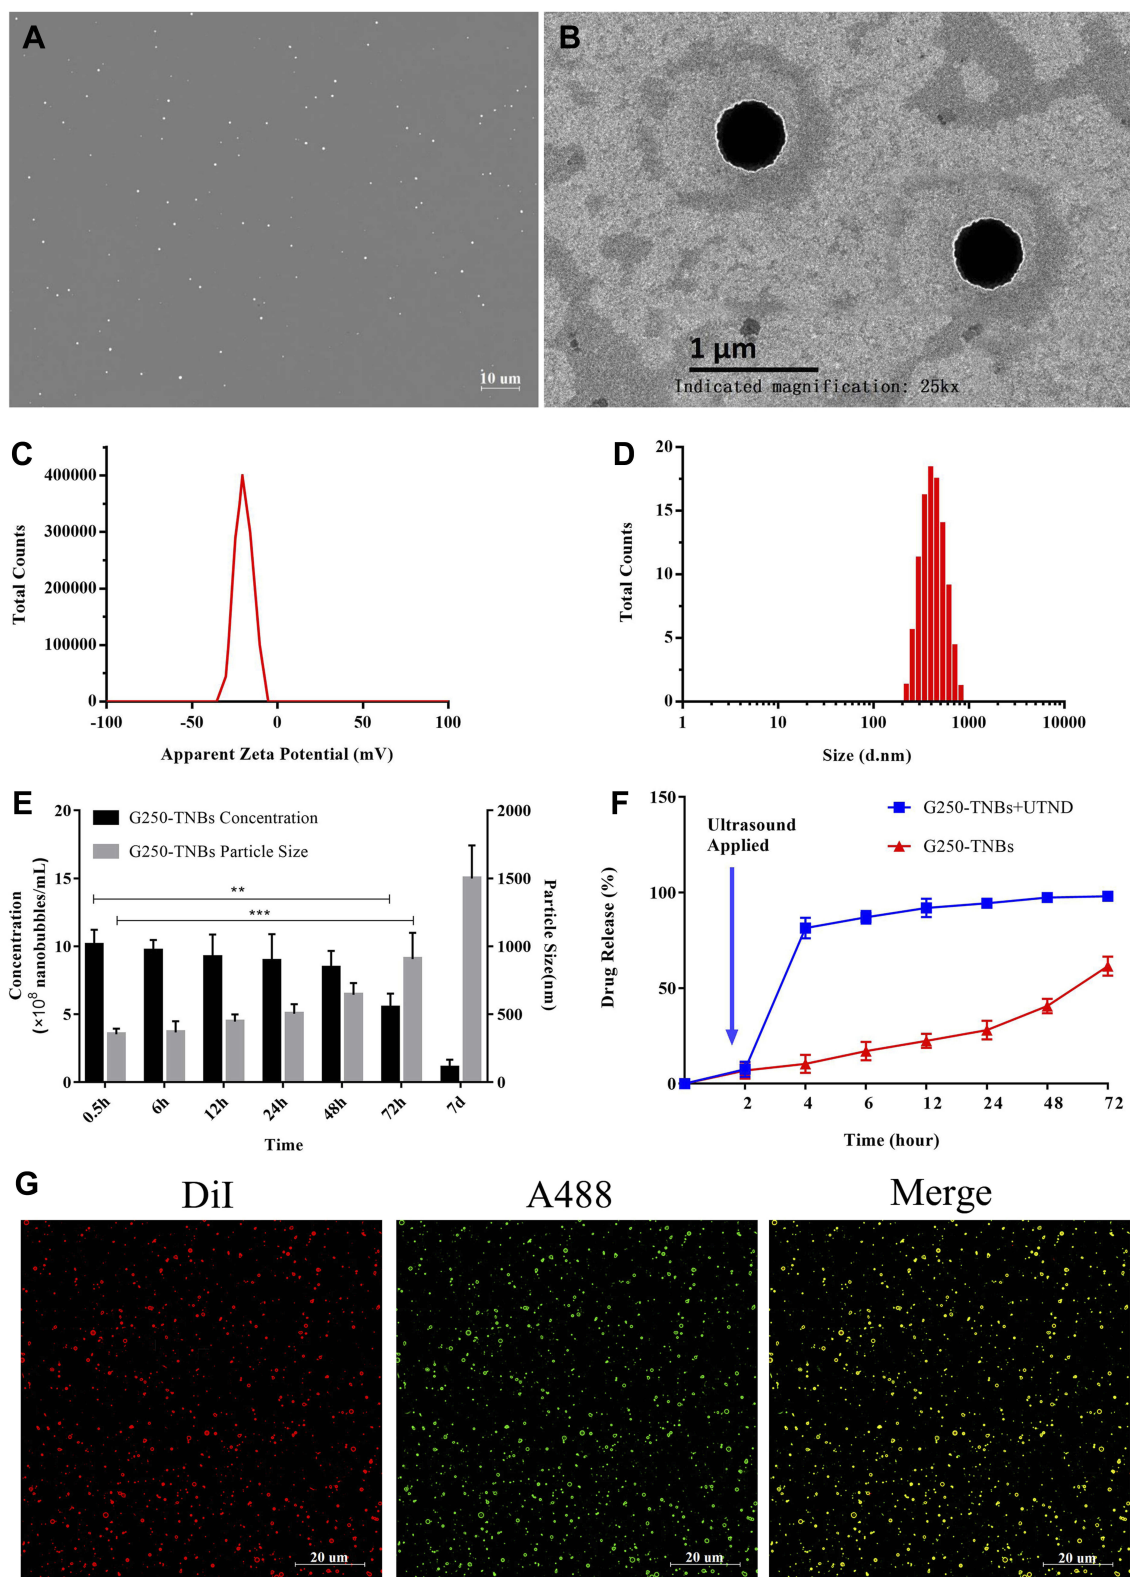 A
B
10 um
1 μm
Indicated magnification: 25kx
C
400000
300000
200000
100000
0
Total Counts
-100
-50
0
50
100
Apparent Zeta Potential (mV)
D
20
15
10
5
0
Total Counts
1
10
100
1000
10000
Size (d.nm)
E
G250-TNBs Concentration
G250-TNBs Particle Size
20
15
10
5
0
Concentration
(×10⁸ nanobubbles/mL)
**
***
2000
1500
1000
500
0
Particle Size(nm)
0.5h
6h
12h
24h
48h
72h
7d
Time
F
G250-TNBs+UTND
G250-TNBs
Ultrasound
Applied
150
100
50
0
Drug Release (%)
2
4
6
12
24
48
72
Time (hour)
G
DiI
A488
Merge
20 um
20 um
20 um